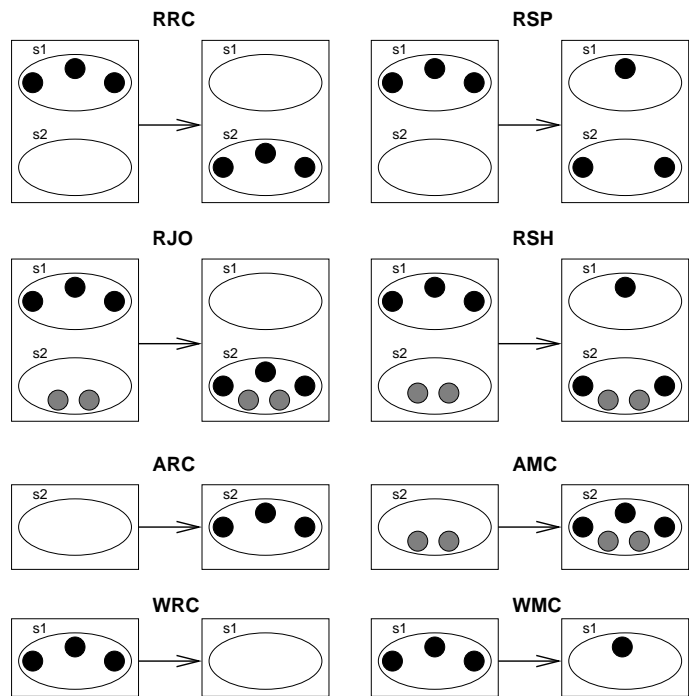 RRC RSP
s1 s1 s1 s1
s2 s2 s2 s2
RJO RSH
s1 s1 s1 s1
s2 s2 s2 s2
ARC AMC
s2 s2 s2 s2
WRC WMC
s1 s1 s1 s1